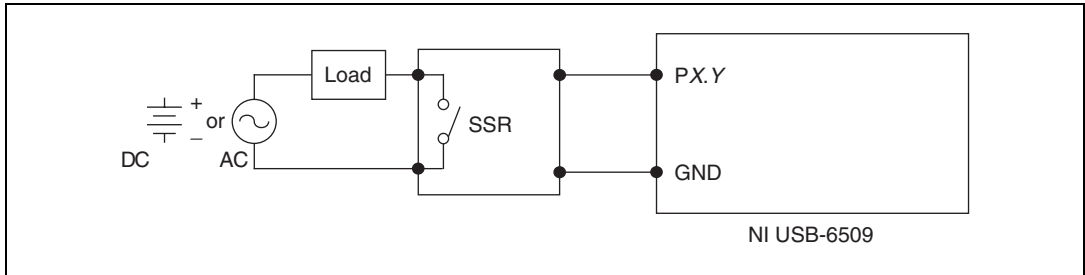 Load
PX.Y
+
or
SSR
–
DC
AC
GND
NI USB-6509